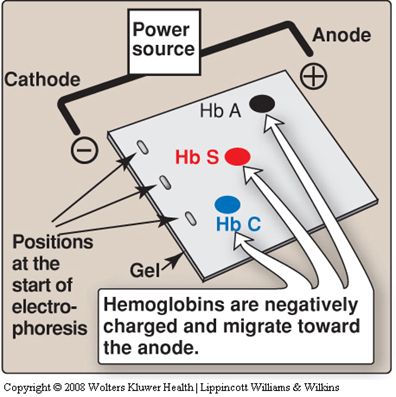 Power
source
Anode
Cathode
+
Hb A
Hb S
−
Hb C
Positions
at the
start of
electro-
phoresis
Gel
Hemoglobins are negatively
charged and migrate toward
the anode.
Copyright © 2008 Wolters Kluwer Health | Lippincott Williams & Wilkins